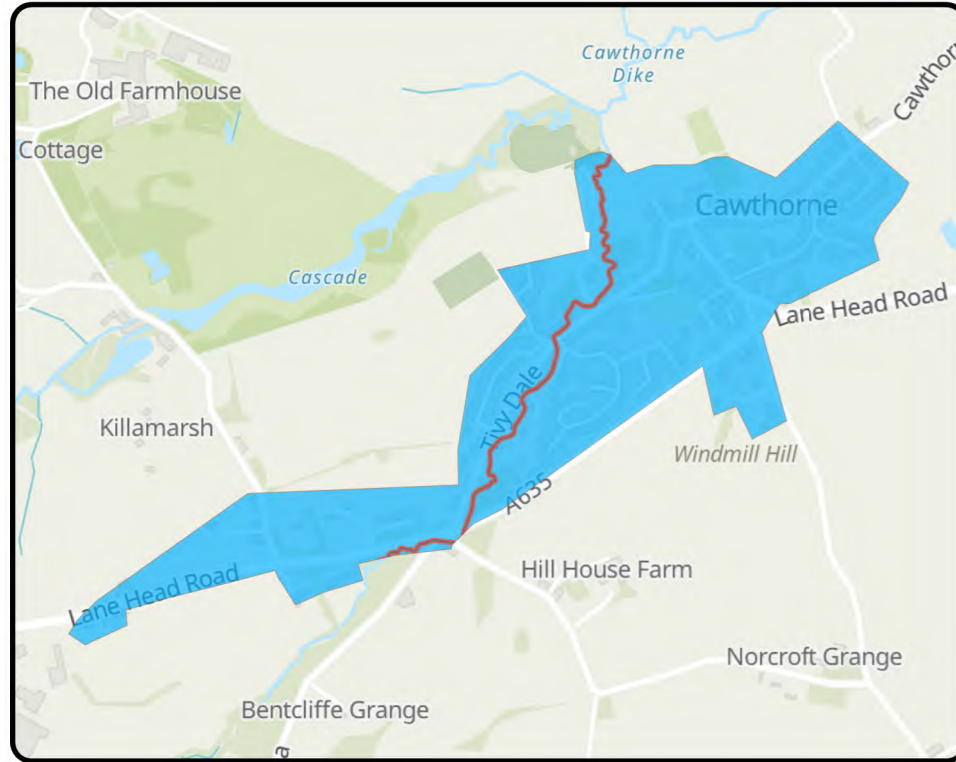 Cawthorne
Dike
The Old Farmhouse
Cawthorn
Cottage
Cawthorne
Cascade
Lane Head Road
Tivy Dale
Killamarsh
Windmill Hill
A635
Hill House Farm
Lane Head Road
Norcroft Grange
Bentcliffe Grange
a